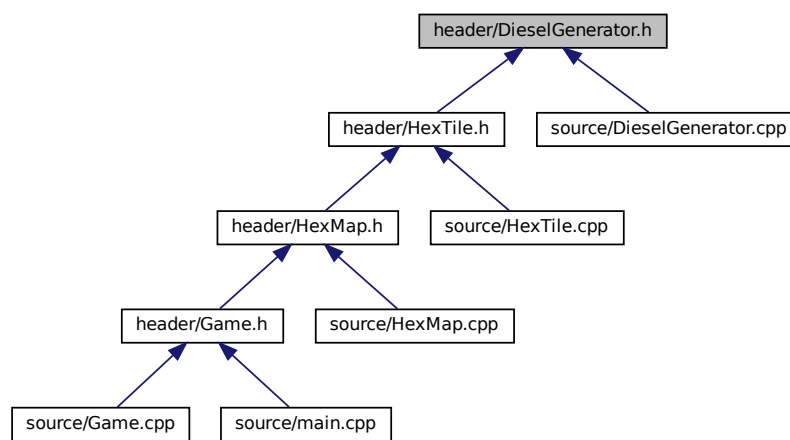 header/DieselGenerator.h
header/HexTile.h
source/DieselGenerator.cpp
header/HexMap.h
source/HexTile.cpp
header/Game.h
source/HexMap.cpp
source/Game.cpp
source/main.cpp